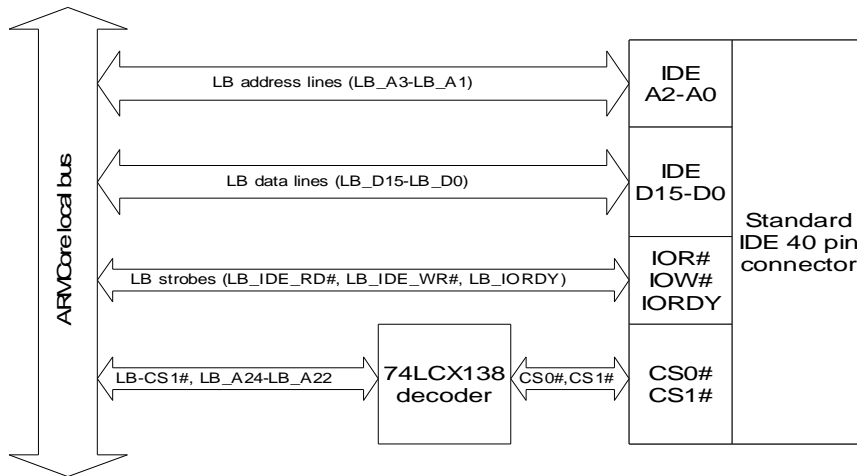 ARMCore local bus
LB address lines (LB_A3-LB_A1)
IDE
A2-A0
LB data lines (LB_D15-LB_D0)
IDE
D15-D0
Standard
IDE 40 pin
connector
LB strobes (LB_IDE_RD#, LB_IDE_WR#, LB_IORDY)
IOR#
IOW#
IORDY
LB-CS1#, LB_A24-LB_A22
74LCX138
decoder
CS0#,CS1#
CS0#
CS1#